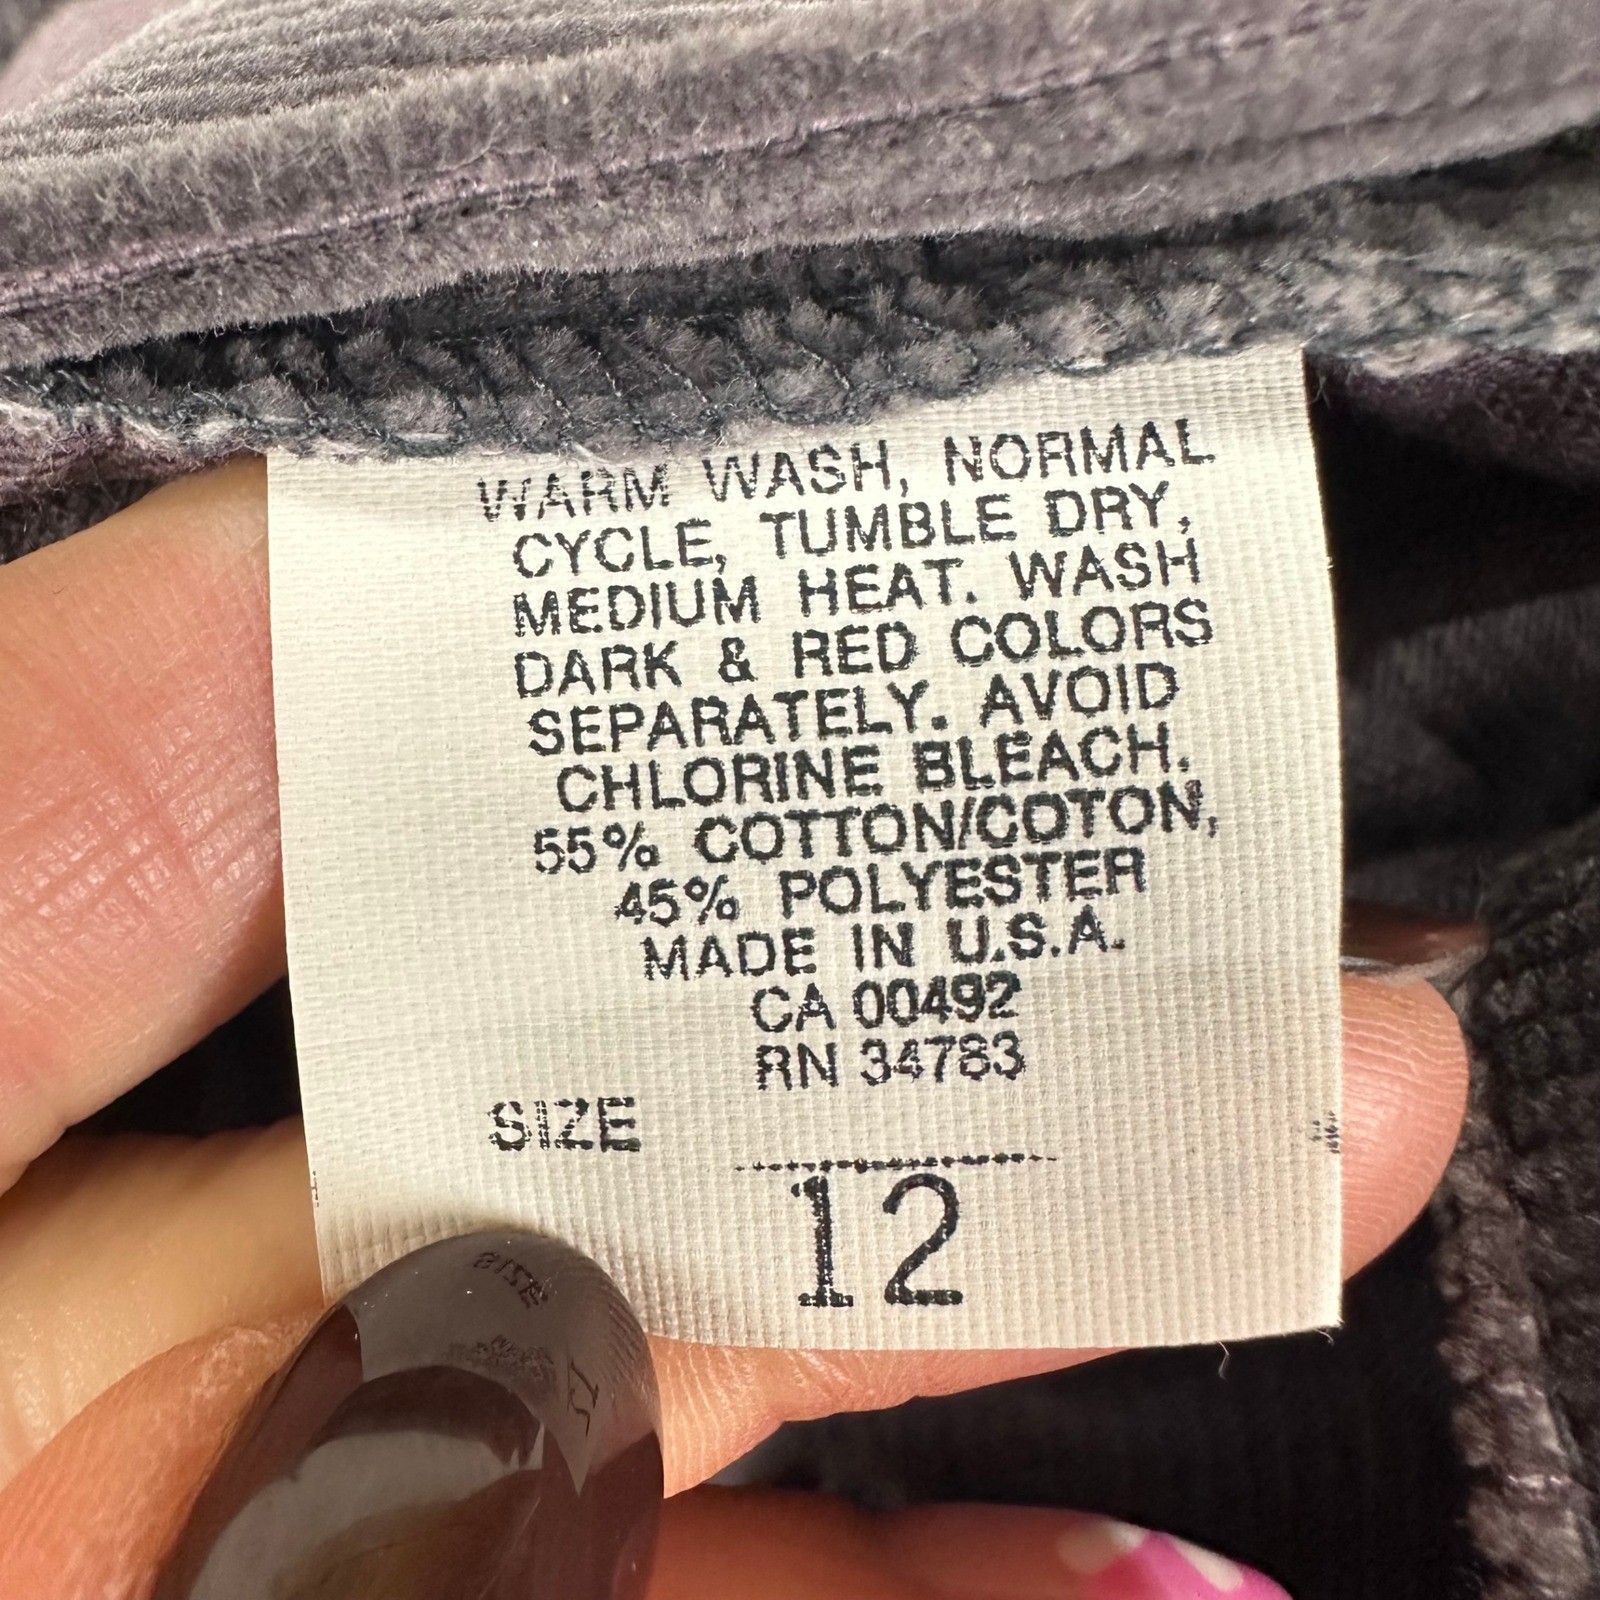 WARM WASH, NORMAL
CYCLE, TUMBLE DRY,
MEDIUM HEAT. WASH
DARK & RED COLORS
SEPARATELY. AVOID
CHLORINE BLEACH.
55% COTTON/COTON,
45% POLYESTER
MADE IN U.S.A.
CA 00492
RN 34783
SIZE
12